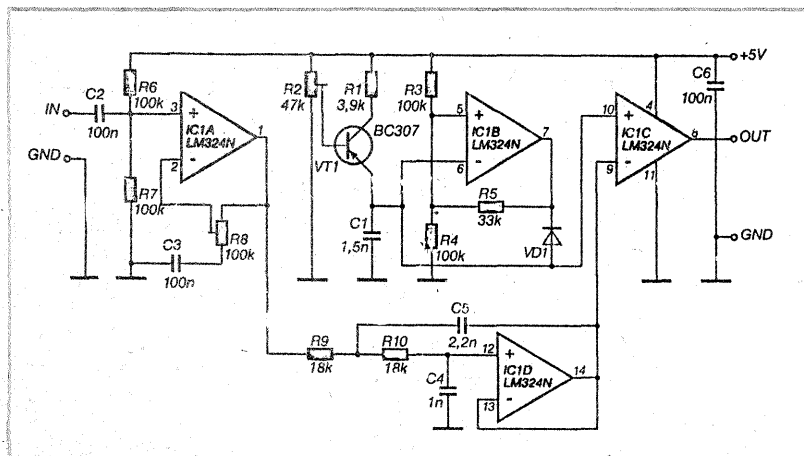 +5V
C2
100n
IN
GND
R6
100k
3
2
IC1A
LM324N
1
R7
100k
C3
100n
R8
100k
R2
47k
R1
3,9k
BC307
VT1
C1
1,5n
R3
100k
5
6
IC1B
LM324N
7
R5
33k
R4
100k
VD1
10
9
IC1C
LM324N
4
11
8
C6
100n
OUT
GND
R9
18k
R10
18k
C5
2,2n
C4
1n
12
13
IC1D
LM324N
14